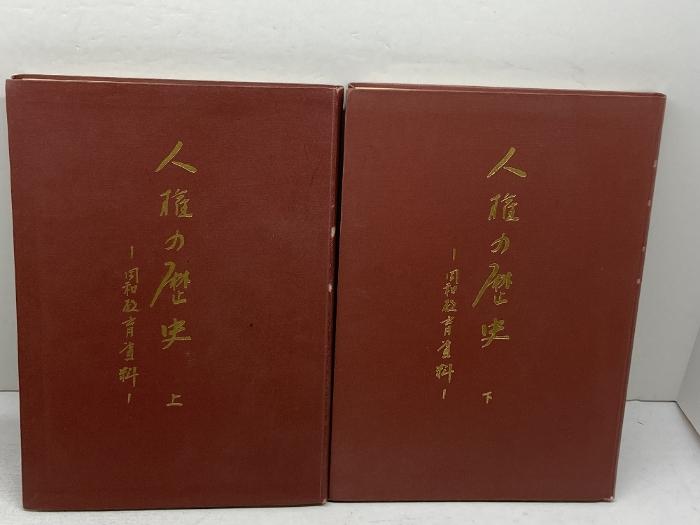 人権の歴史
—同和教育資料—
上
人権の歴史
—同和教育資料—
下